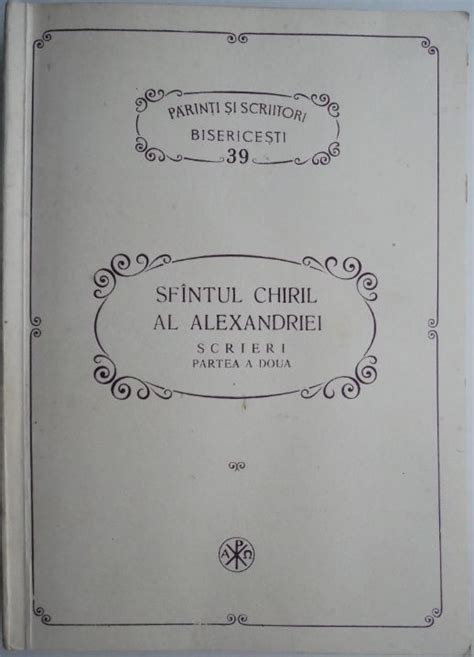 PĂRINȚI ȘI SCRIITORI
BISERICEȘTI
39
SFÎNTUL CHIRIL
AL ALEXANDRIEI
SCRIERI
PARTEA A DOUA
A P Ω